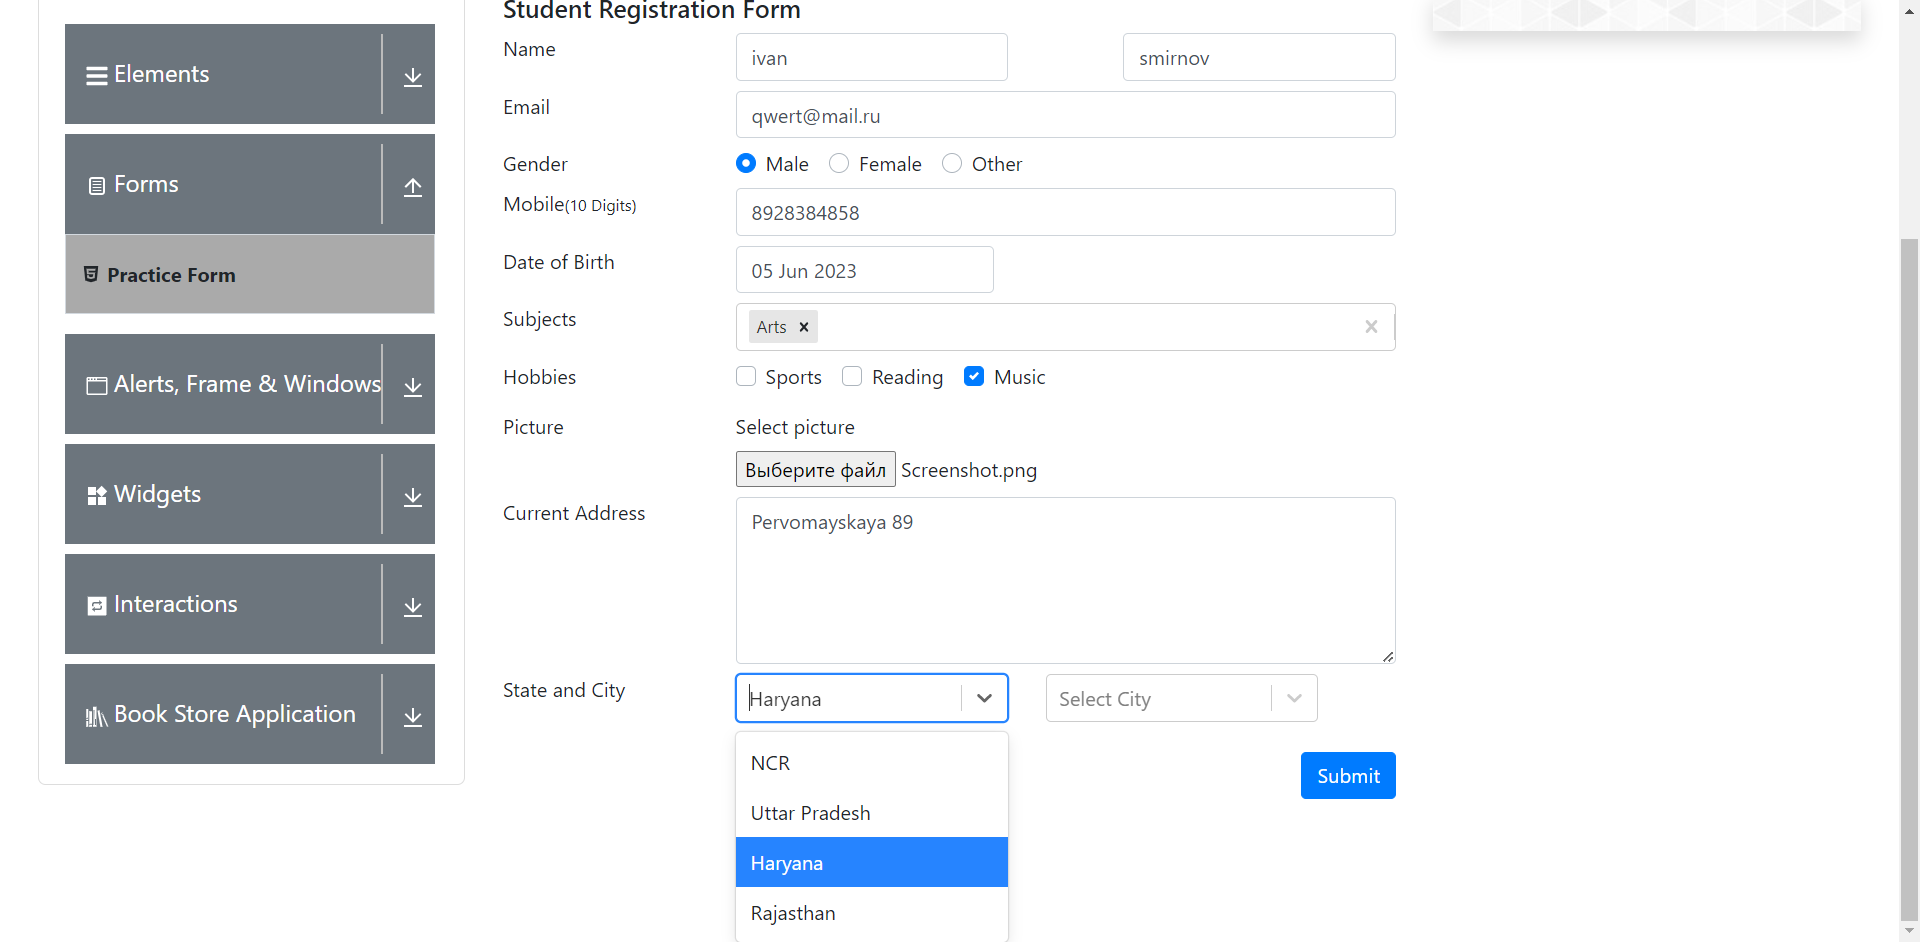 Elements
Forms
Practice Form
Alerts, Frame & Windows
Widgets
Interactions
Book Store Application
Student Registration Form
Name
ivan
smirnov
Email
qwert@mail.ru
Gender
Male
Female
Other
Mobile(10 Digits)
8928384858
Date of Birth
05 Jun 2023
Subjects
Arts
Hobbies
Sports
Reading
Music
Picture
Select picture
Выберите файл
Screenshot.png
Current Address
Pervomayskaya 89
State and City
Haryana
Select City
NCR
Uttar Pradesh
Haryana
Rajasthan
Submit